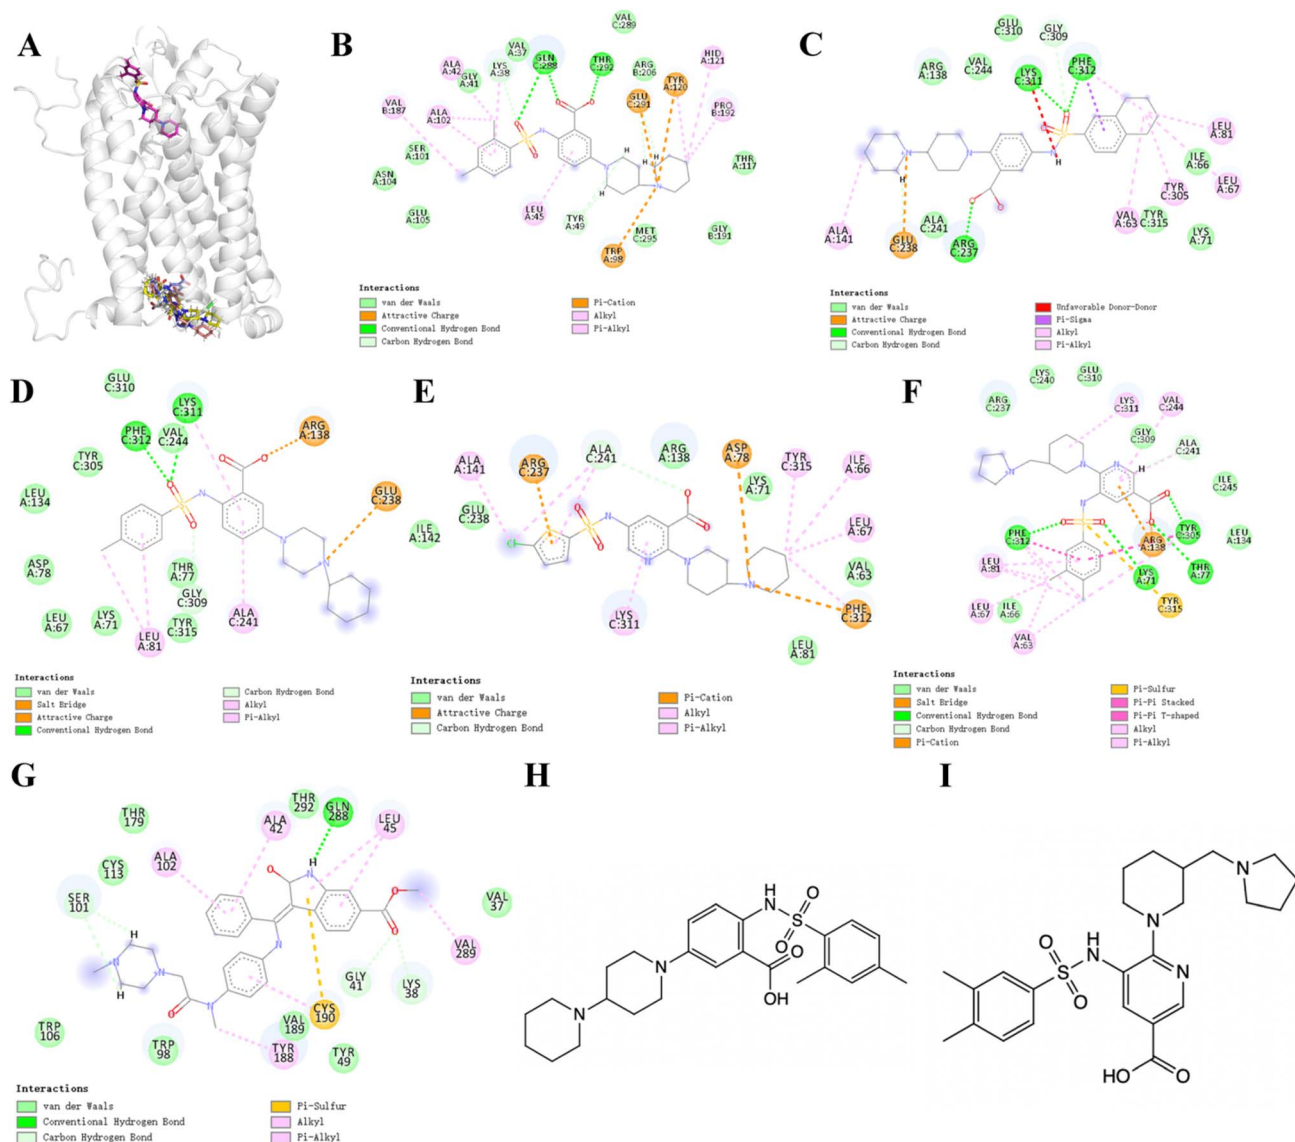 A
B
VAL C:289
VAL A:37
ALA A:42
GLY A:41
LYS A:38
GLN C:288
THR C:292
ARG B:206
GLU C:291
TYR A:120
HID A:121
VAL B:187
ALA A:102
PRO B:192
SER A:101
ASN A:104
GLU A:105
THR A:117
LEU A:45
TYR A:49
MET C:295
GLY B:191
TRP A:98
N
S
O
O
O
O
N
N
H
H
H
H
Interactions
van der Waals
Attractive Charge
Conventional Hydrogen Bond
Carbon Hydrogen Bond
Pi-Cation
Alkyl
Pi-Alkyl
C
GLU C:310
GLY C:309
ARG A:138
VAL C:244
LYS C:311
PHE C:312
LEU A:81
ILE A:66
LEU A:67
TYR C:305
VAL A:63
TYR C:315
LYS A:71
ALA A:141
GLU C:238
ALA C:241
ARG C:237
H
H
Interactions
van der Waals
Attractive Charge
Conventional Hydrogen Bond
Carbon Hydrogen Bond
Unfavorable Donor-Donor
Pi-Sigma
Alkyl
Pi-Alkyl
D
GLU C:310
LYS C:311
PHE C:312
VAL C:244
ARG A:138
TYR C:305
LEU A:134
GLU C:238
ASP A:78
THR A:77
GLY C:309
LEU A:67
LYS A:71
LEU A:81
TYR C:315
ALA C:241
Interactions
van der Waals
Salt Bridge
Attractive Charge
Conventional Hydrogen Bond
Carbon Hydrogen Bond
Alkyl
Pi-Alkyl
E
ALA A:141
ARG C:237
ALA C:241
ARG A:138
ASP A:78
TYR C:315
ILE A:66
LYS A:71
GLU C:238
ILE A:142
LEU A:67
VAL A:63
LYS C:311
PHE C:312
LEU A:81
Cl
Interactions
van der Waals
Attractive Charge
Carbon Hydrogen Bond
Pi-Cation
Alkyl
Pi-Alkyl
F
LYS C:240
GLU C:310
ARG C:237
LYS C:311
VAL C:244
GLY C:309
ALA C:241
ILE C:245
PHE C:312
TYR C:305
ARG A:138
LEU A:134
LEU A:81
LYS A:71
THR A:77
LEU A:67
ILE A:66
TYR C:315
VAL A:63
H
Interactions
van der Waals
Salt Bridge
Conventional Hydrogen Bond
Carbon Hydrogen Bond
Pi-Cation
Pi-Sulfur
Pi-Pi Stacked
Pi-Pi T-shaped
Alkyl
Pi-Alkyl
G
THR 179
ALA 42
THR 292
GLN 288
LEU 45
ALA 102
CYS 113
SER 101
VAL 37
VAL 289
GLY 41
LYS 38
CYS 190
VAL 189
TRP 106
TRP 98
TYR 188
TYR 49
H
H
H
Interactions
van der Waals
Conventional Hydrogen Bond
Carbon Hydrogen Bond
Pi-Sulfur
Alkyl
Pi-Alkyl
H
H
N
O
S
O
N
O
OH
N
I
N
N
O
H
N
S
O
N
HO
O